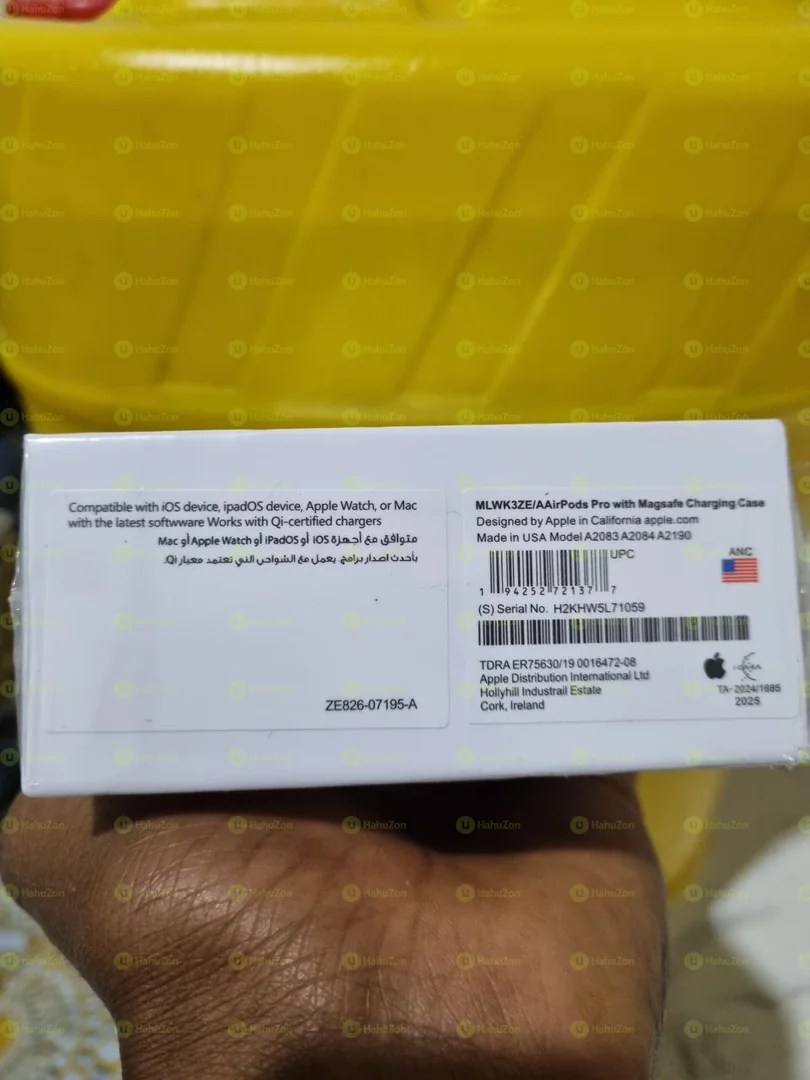 Compatible with iOS device, ipadOS device, Apple Watch, or Mac
with the latest softwware Works with Qi-certified chargers
متوافق مع أجهزة iOS أو iPadOS أو Apple Watch أو Mac
بأحدث اصدار برامج. يعمل مع الشواحن التي تعتمد معيار Qi.
ZE826-07195-A
MLWK3ZE/AAirPods Pro with Magsafe Charging Case
Designed by Apple in California apple.com
Made in USA Model A2083 A2084 A2190
UPC
ANC
1 94252 72137 7
(S) Serial No. H2KHW5L71059
TDRA ER75630/19 0016472-08
Apple Distribution International Ltd
Hollyhill Industrail Estate
Cork, Ireland
ICASA
TA-2024/1685
2025
HahuZon